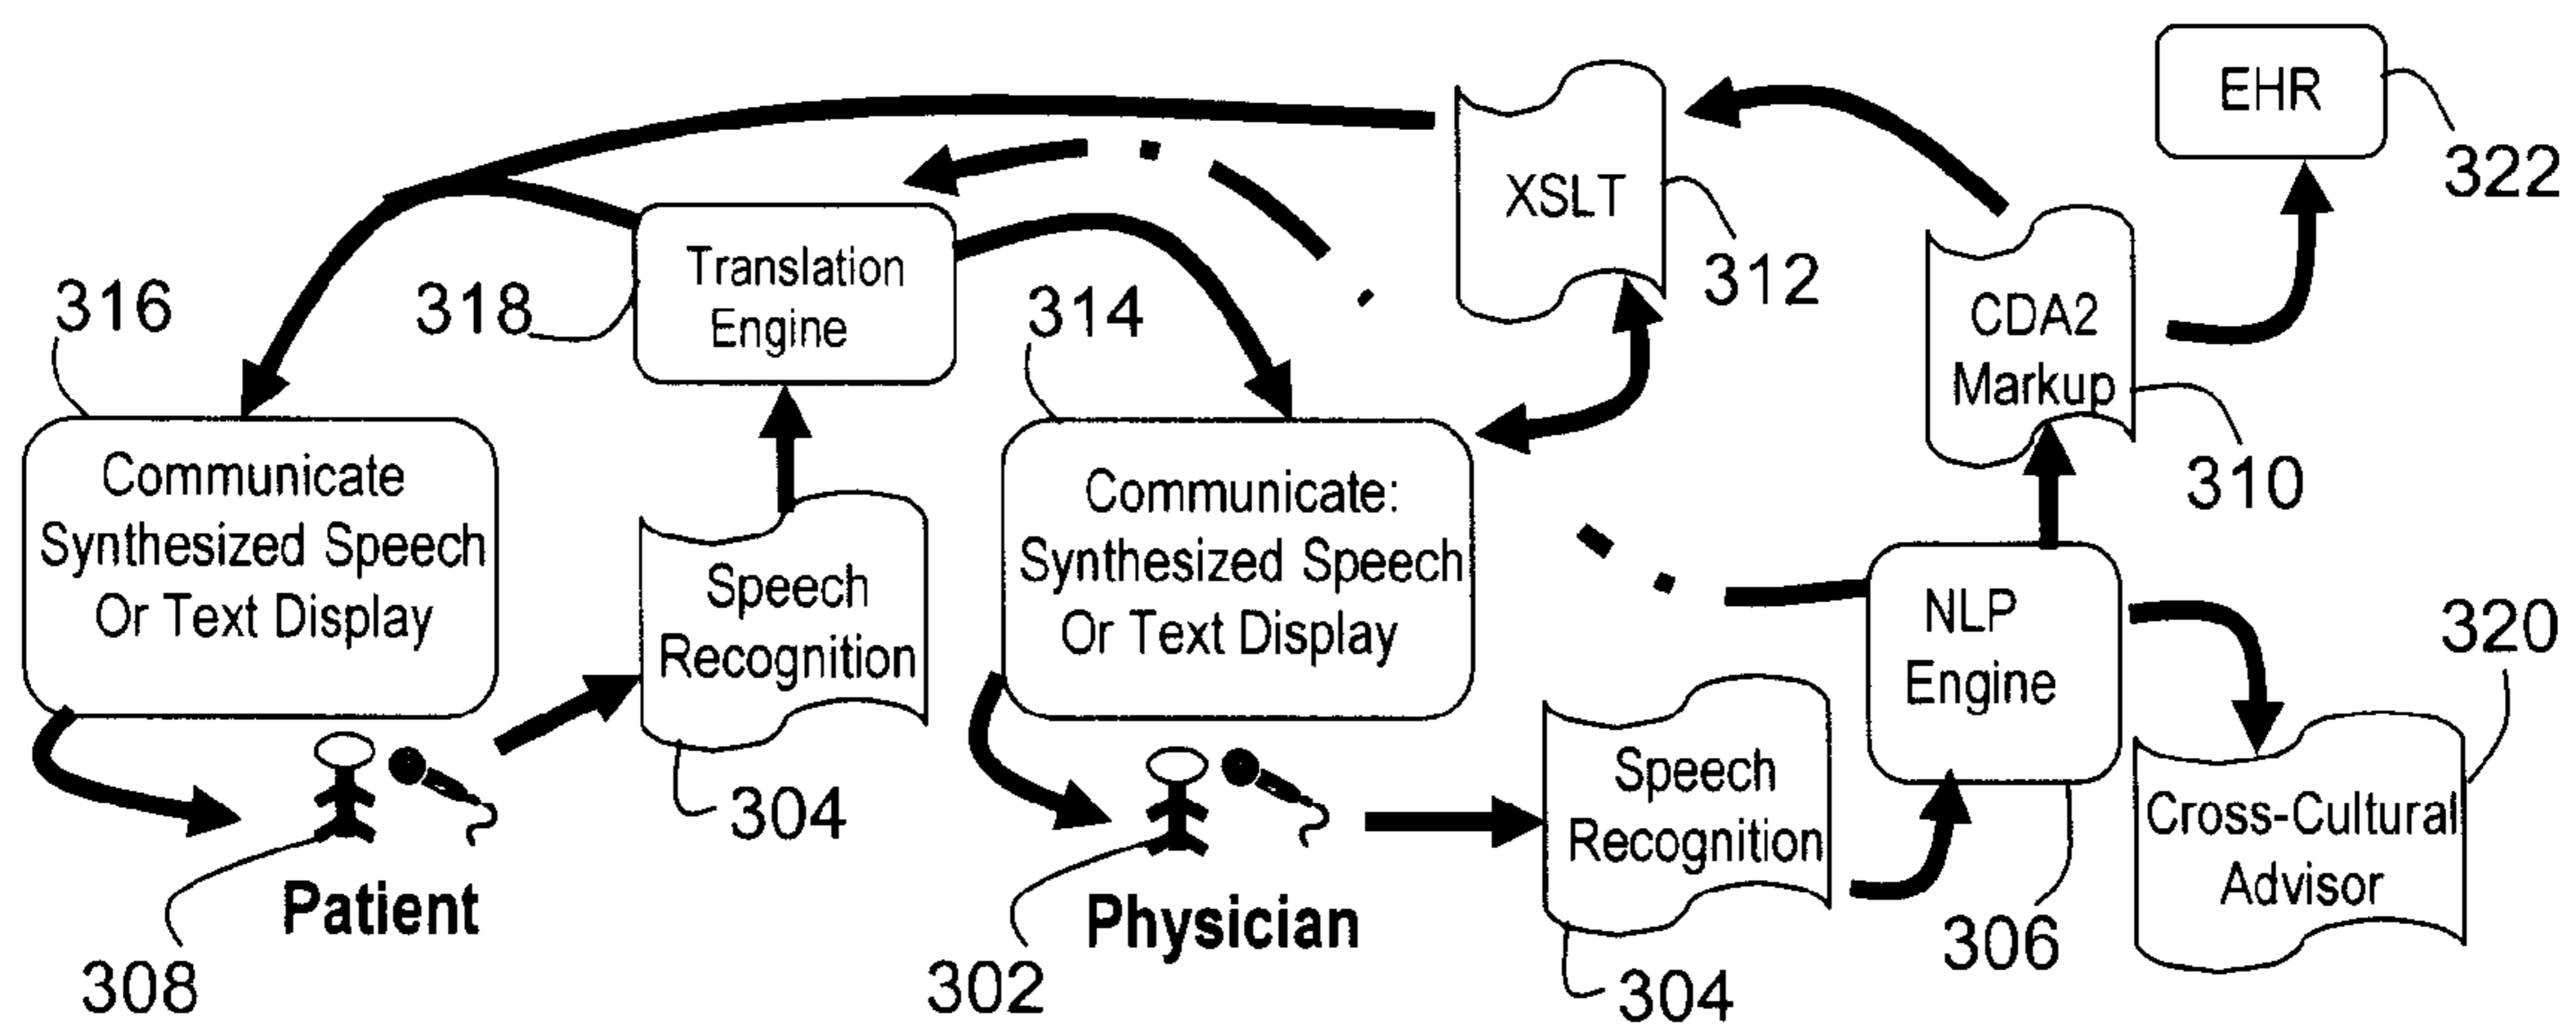 EHR
322
XSLT
312
CDA2
Markup
310
Translation
Engine
318
316
314
Communicate
Synthesized Speech
Or Text Display
Speech
Recognition
304
Communicate:
Synthesized Speech
Or Text Display
NLP
Engine
306
320
Cross-Cultural
Advisor
Speech
Recognition
304
Patient
308
Physician
302